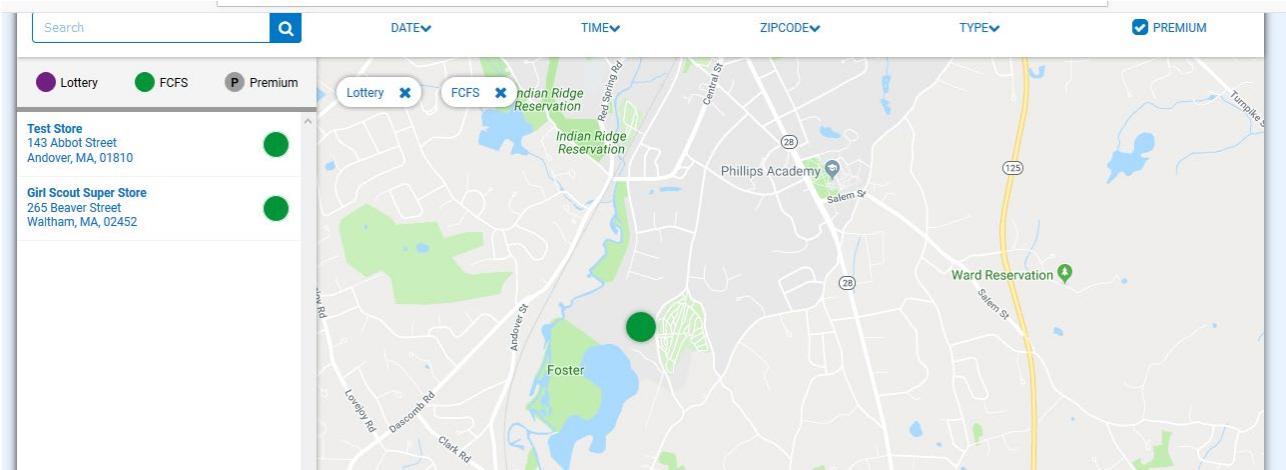 Search
DATE
TIME
ZIPCODE
TYPE
PREMIUM
Lottery
FCFS
P Premium
Test Store
143 Abbot Street
Andover, MA, 01810
Girl Scout Super Store
265 Beaver Street
Waltham, MA, 02452
Lottery
FCFS
ndian Ridge
Reservation
Red Spring Rd
Central St
Turnpike S
Indian Ridge
Reservation
28
Phillips Academy
125
Salem St
28
Ward Reservation
Salem St
joy Rd
Andover St
Foster
Lovejoy Rd
Dascomb Rd
Clark Rd